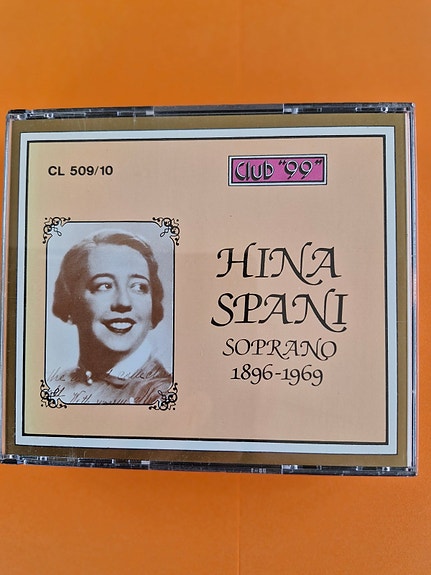 CL 509/10
Club "99"
HINA
SPANI
SOPRANO
1896-1969